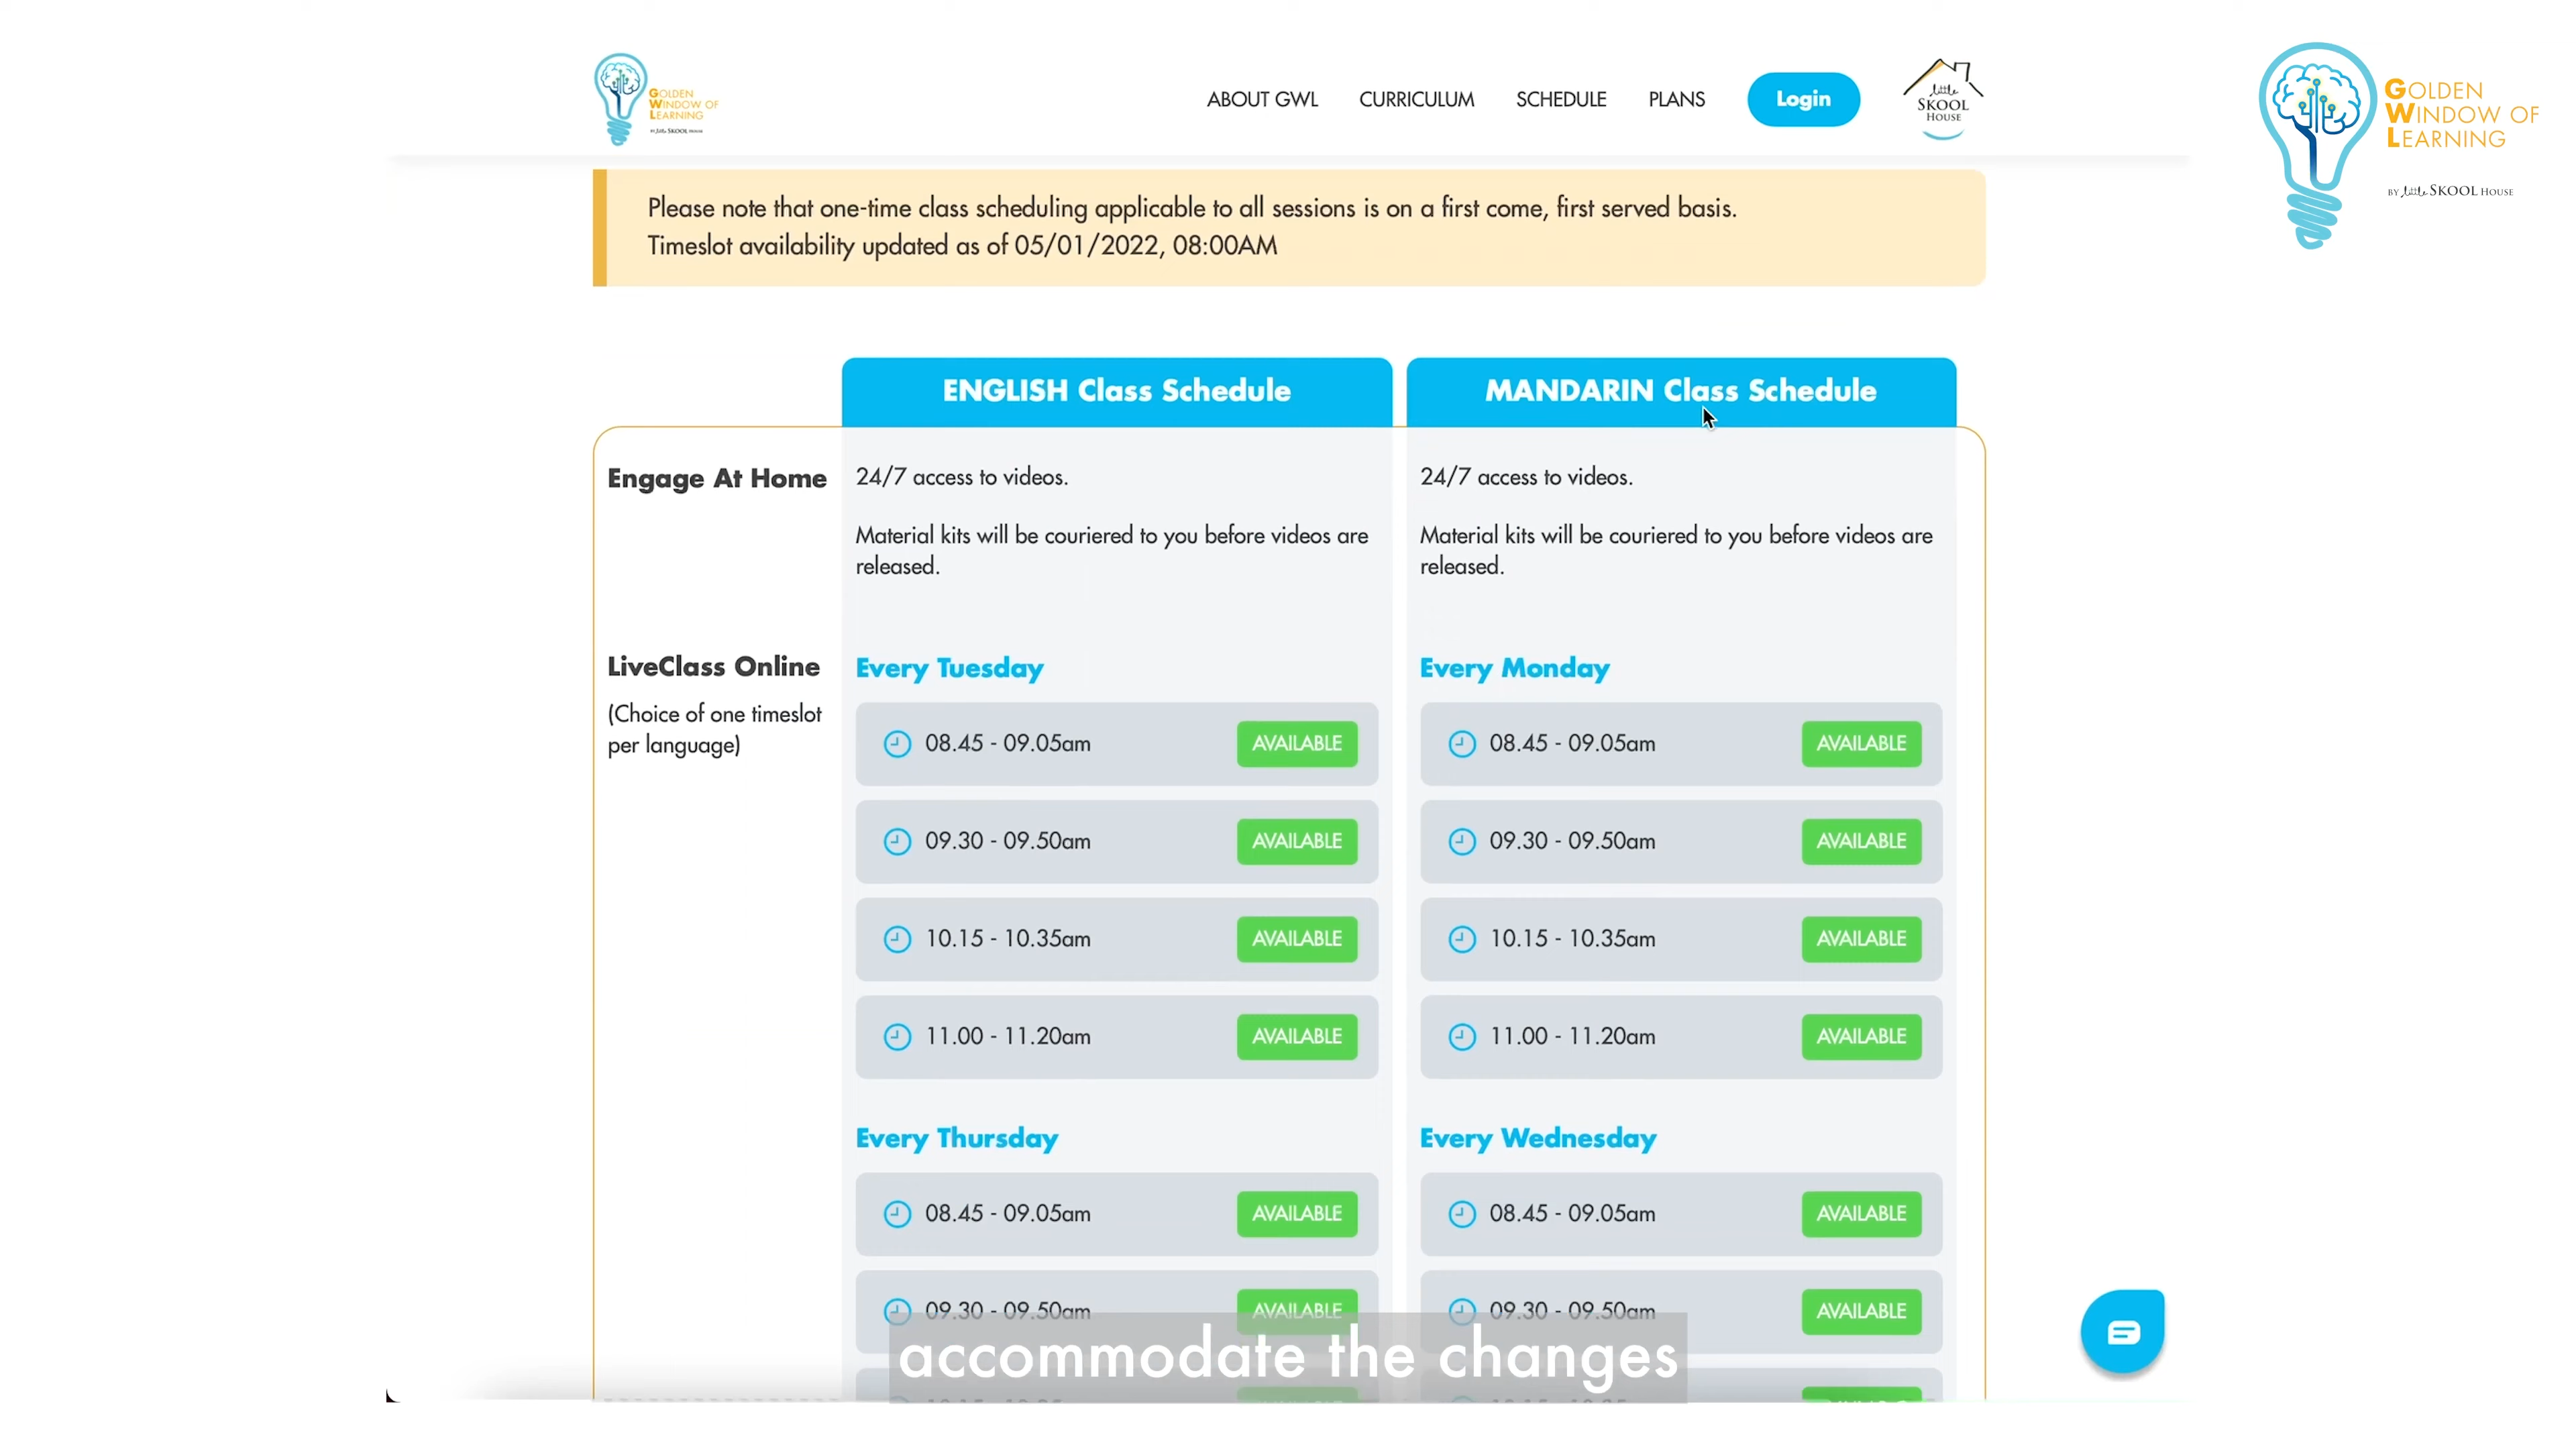 GOLDEN
WINDOW OF
LEARNING
BY little SKOOL HOUSE
ABOUT GWL
CURRICULUM
SCHEDULE
PLANS
Login
little
SKOOL
HOUSE
GOLDEN
WINDOW OF
LEARNING
BY little SKOOL HOUSE
Please note that one-time class scheduling applicable to all sessions is on a first come, first served basis.
Timeslot availability updated as of 05/01/2022, 08:00AM
ENGLISH Class Schedule
MANDARIN Class Schedule
Engage At Home
24/7 access to videos.
Material kits will be couriered to you before videos are
released.
24/7 access to videos.
Material kits will be couriered to you before videos are
released.
LiveClass Online
(Choice of one timeslot
per language)
Every Tuesday
08.45 - 09.05am AVAILABLE
09.30 - 09.50am AVAILABLE
10.15 - 10.35am AVAILABLE
11.00 - 11.20am AVAILABLE
Every Monday
08.45 - 09.05am AVAILABLE
09.30 - 09.50am AVAILABLE
10.15 - 10.35am AVAILABLE
11.00 - 11.20am AVAILABLE
Every Thursday
08.45 - 09.05am AVAILABLE
09.30 - 09.50am AVAILABLE
Every Wednesday
08.45 - 09.05am AVAILABLE
09.30 - 09.50am AVAILABLE
accommodate the changes